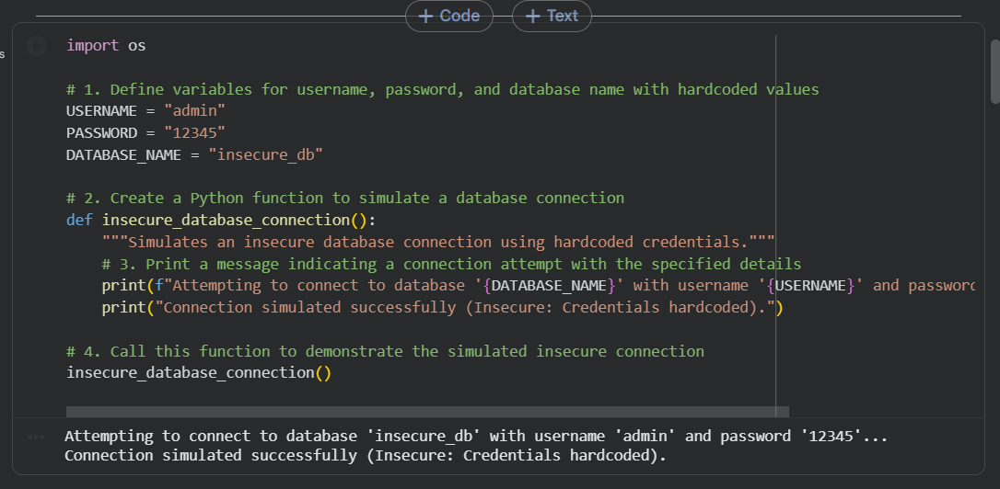 + Code + Text
s
import os
# 1. Define variables for username, password, and database name with hardcoded values
USERNAME = "admin"
PASSWORD = "12345"
DATABASE_NAME = "insecure_db"
# 2. Create a Python function to simulate a database connection
def insecure_database_connection():
    """Simulates an insecure database connection using hardcoded credentials."""
    # 3. Print a message indicating a connection attempt with the specified details
    print(f"Attempting to connect to database '{DATABASE_NAME}' with username '{USERNAME}' and password
    print("Connection simulated successfully (Insecure: Credentials hardcoded).")
# 4. Call this function to demonstrate the simulated insecure connection
insecure_database_connection()
Attempting to connect to database 'insecure_db' with username 'admin' and password '12345'...
Connection simulated successfully (Insecure: Credentials hardcoded).